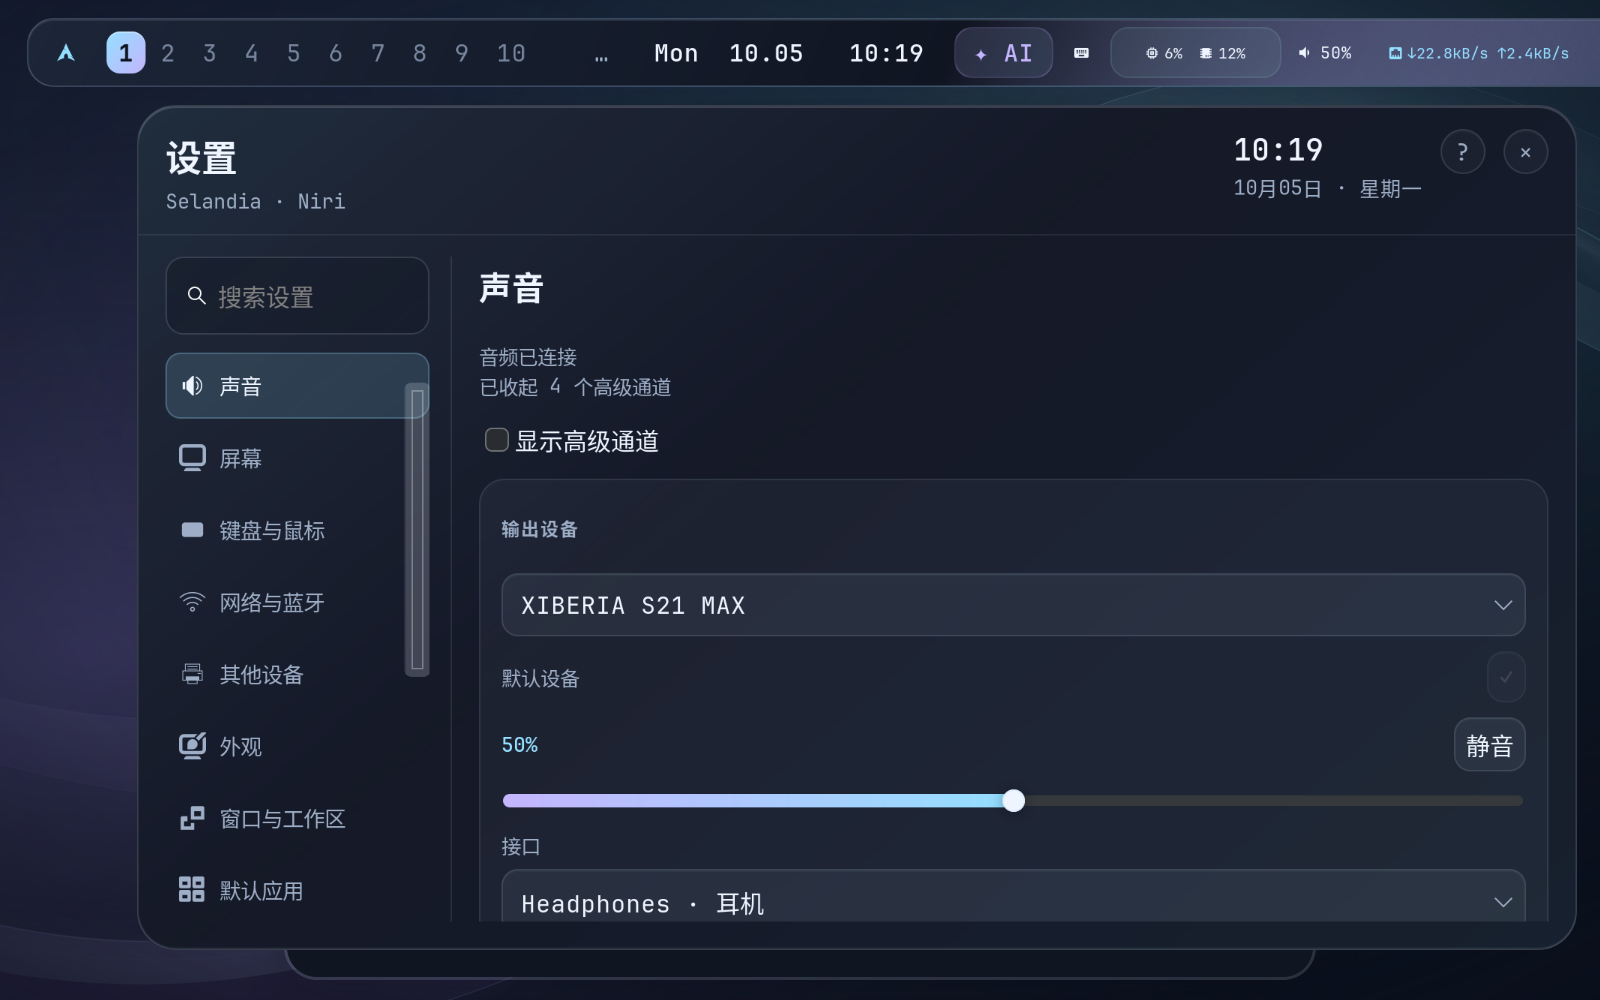 1 2 3 4 5 6 7 8 9 10 … Mon 10.05 10:19 ✦ AI 6% 12% 50% ↓22.8kB/s ↑2.4kB/s
设置
Selandia · Niri
10:19
10月05日 · 星期一
?
×
搜索设置
声音
屏幕
键盘与鼠标
网络与蓝牙
其他设备
外观
窗口与工作区
默认应用
声音
音频已连接
已收起 4 个高级通道
显示高级通道
输出设备
XIBERIA S21 MAX
默认设备
50%
静音
接口
Headphones · 耳机